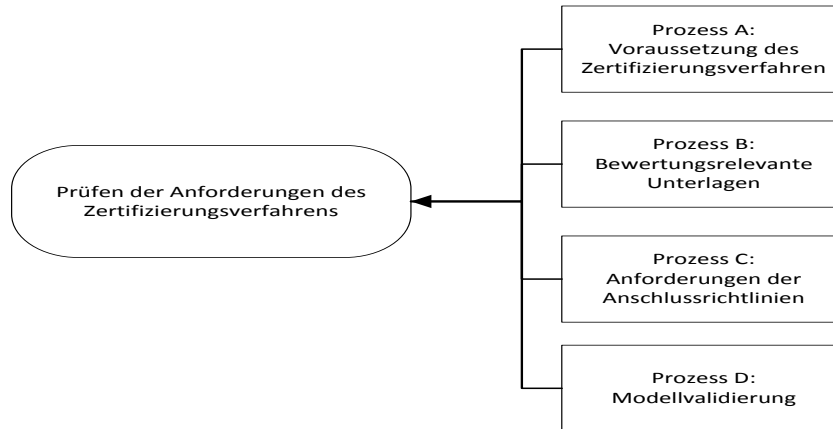 Prozess A:
Voraussetzung des
Zertifizierungsverfahren
Prozess B:
Bewertungsrelevante
Unterlagen
Prüfen der Anforderungen des
Zertifizierungsverfahrens
Prozess C:
Anforderungen der
Anschlussrichtlinien
Prozess D:
Modellvalidierung